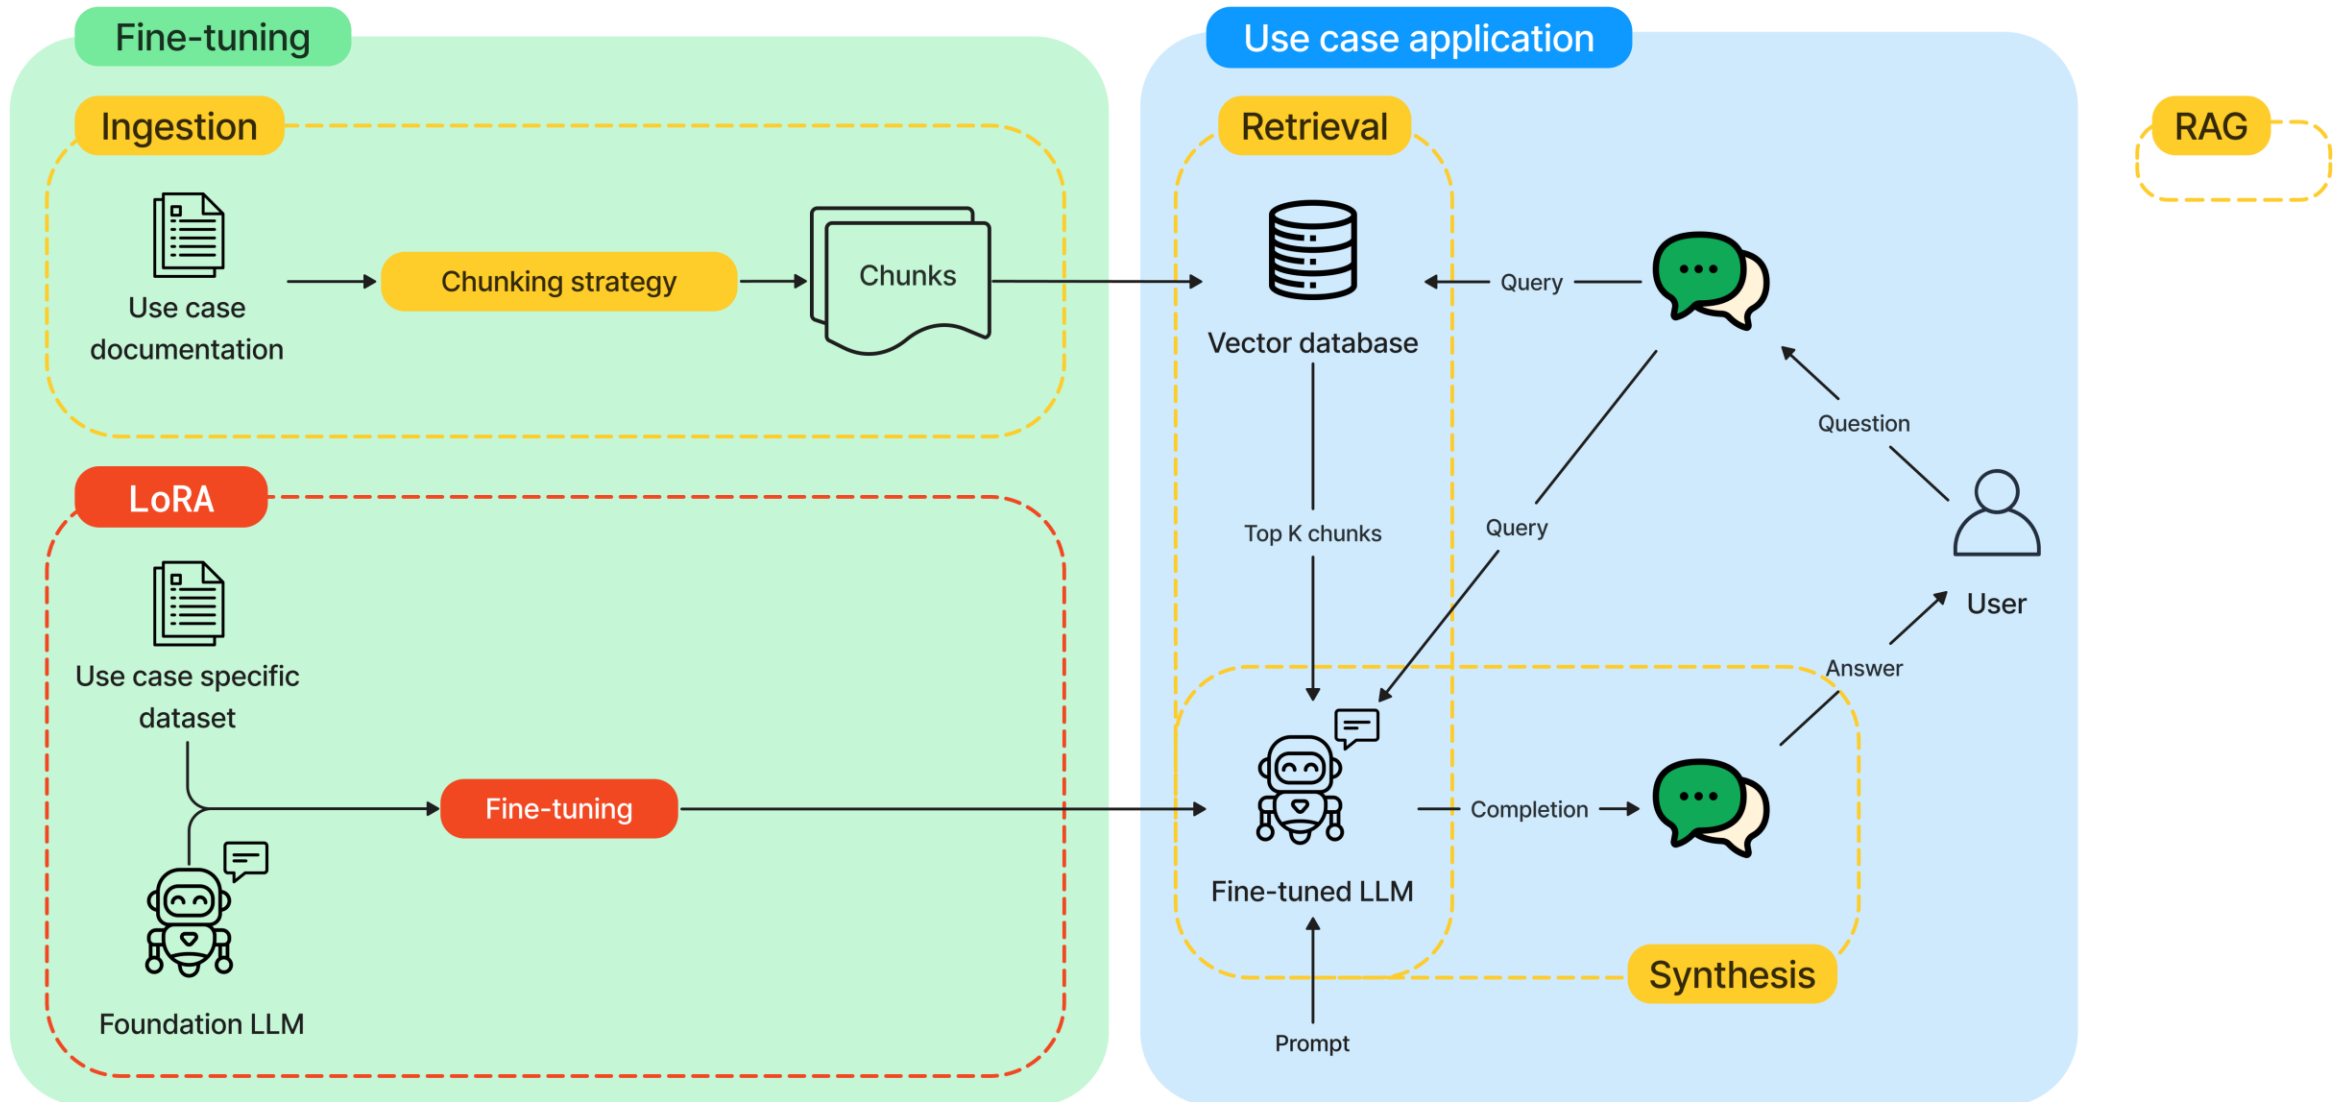 Fine-tuning
Use case application
Ingestion
Retrieval
RAG
Use case
documentation
Chunking strategy
Chunks
Vector database
Query
Question
LoRA
Top K chunks
Query
User
Use case specific
dataset
Answer
Fine-tuning
Completion
Fine-tuned LLM
Synthesis
Foundation LLM
Prompt